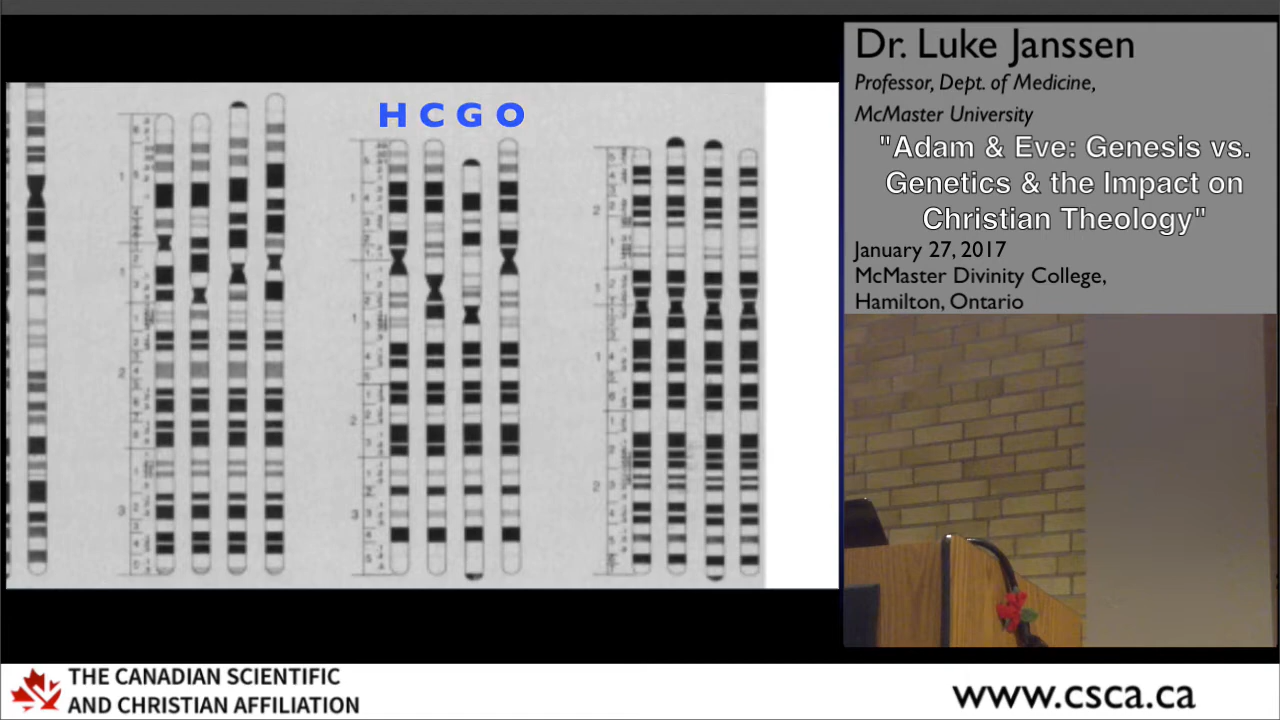 H C G O
Dr. Luke Janssen
Professor, Dept. of Medicine,
McMaster University
"Adam & Eve: Genesis vs.
Genetics & the Impact on
Christian Theology"
January 27, 2017
McMaster Divinity College,
Hamilton, Ontario
THE CANADIAN SCIENTIFIC
AND CHRISTIAN AFFILIATION
www.csca.ca